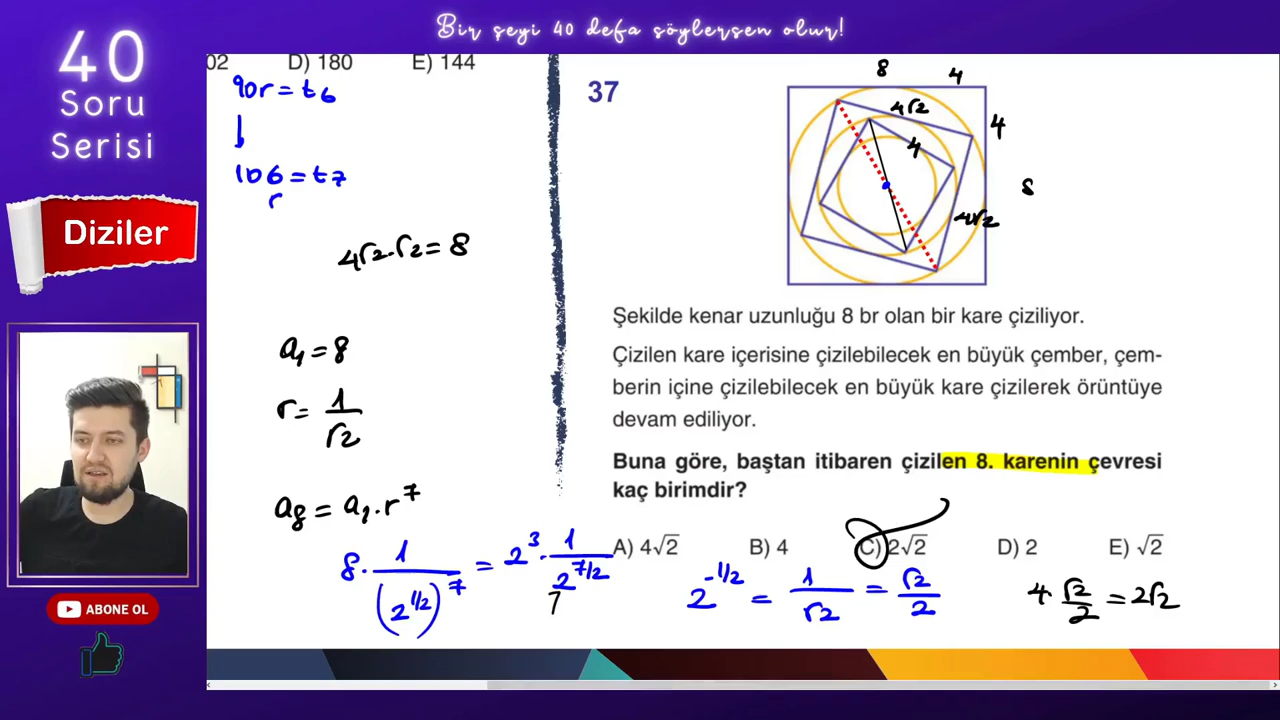 Bir şeyi 40 defa söylersen olur!
40
Soru
Serisi
Diziler
ABONE OL
02 D) 180 E) 144
90r = t6
106 = t7
r
4√2·√2 = 8
a1 = 8
r = 1/√2
a8 = a1·r^7
8· 1/(2^1/2)^7 = 2^3 · 1/2^7/2
7
37
8 4
4√2
4
4
8
4√2
Şekilde kenar uzunluğu 8 br olan bir kare çiziliyor.
Çizilen kare içerisine çizilebilecek en büyük çember, çem-
berin içine çizilebilecek en büyük kare çizilerek örüntüye
devam ediliyor.
Buna göre, baştan itibaren çizilen 8. karenin çevresi
kaç birimdir?
A) 4√2 B) 4 C) 2√2 D) 2 E) √2
2^-1/2 = 1/√2 = √2/2
4·√2/2 = 2√2